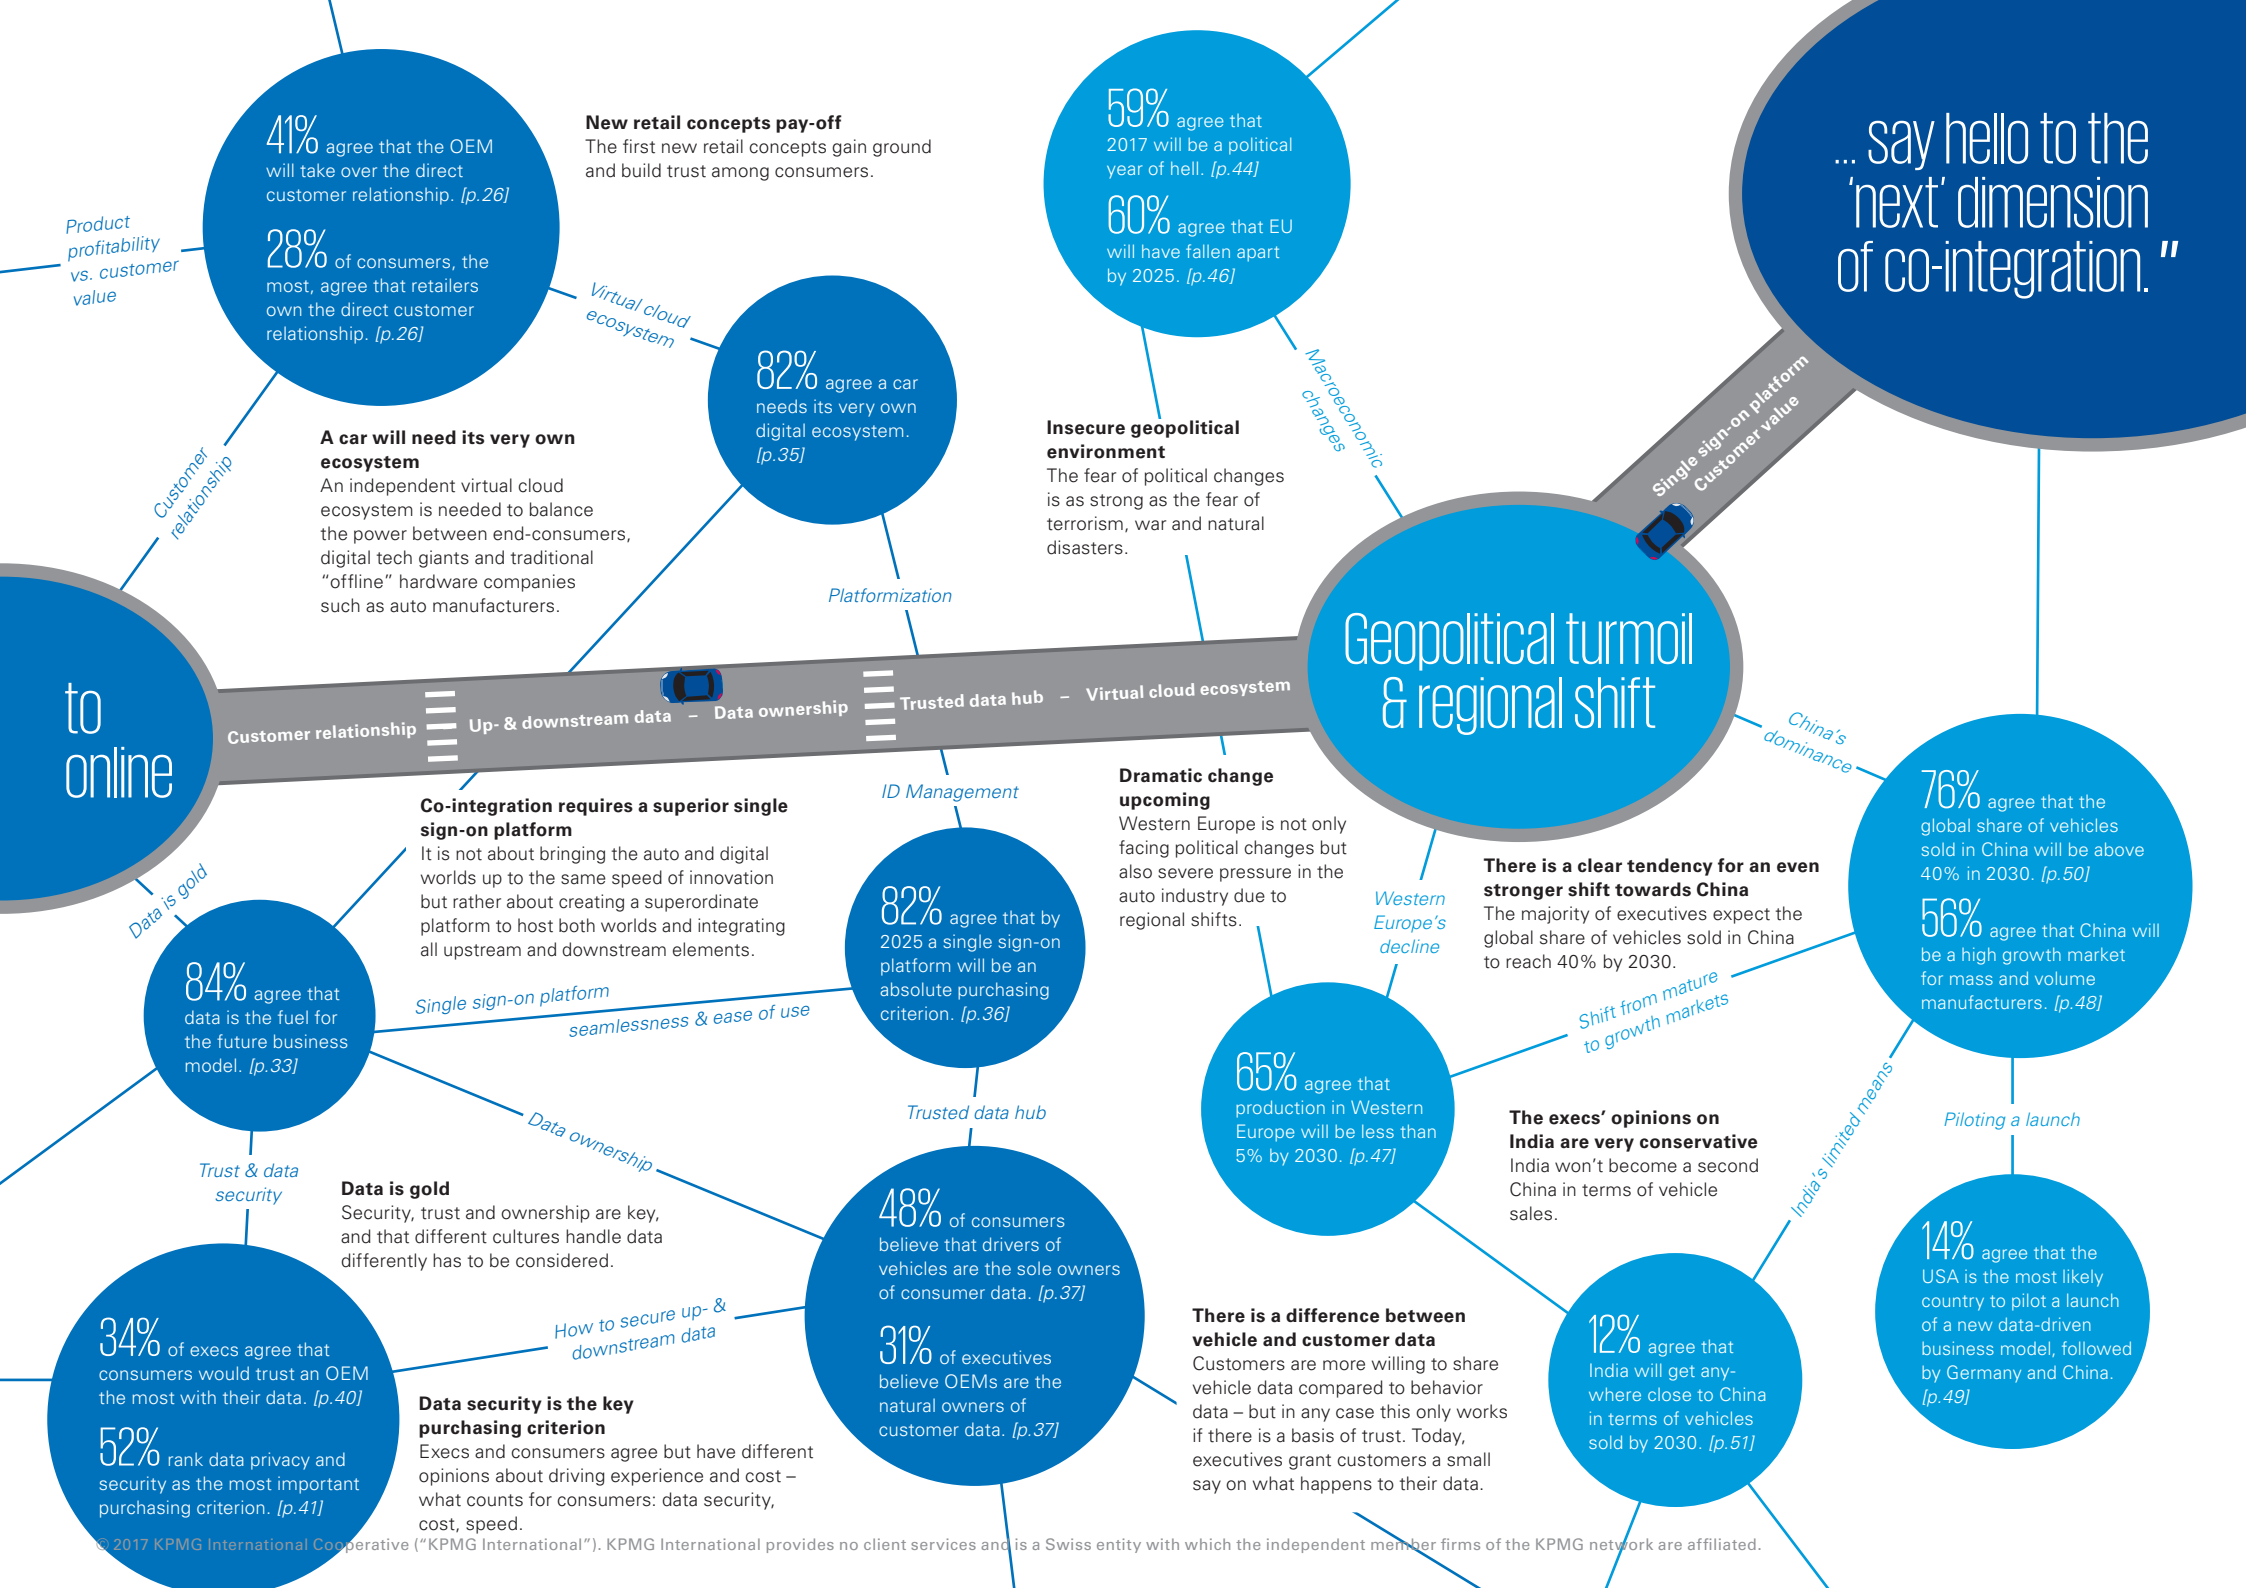 41% agree that the OEM
will take over the direct
customer relationship. [p.26]
28% of consumers, the
most, agree that retailers
own the direct customer
relationship. [p.26]
New retail concepts pay-off
The first new retail concepts gain ground
and build trust among consumers.
59% agree that
2017 will be a political
year of hell. [p.44]
60% agree that EU
will have fallen apart
by 2025. [p.46]
... say hello to the
'next' dimension
of co-integration."
Product
profitability
vs. customer
value
Virtual cloud
ecosystem
82% agree a car
needs its very own
digital ecosystem.
[p.35]
Macroeconomic
changes
Single sign-on platform
Customer value
A car will need its very own
ecosystem
An independent virtual cloud
ecosystem is needed to balance
the power between end-consumers,
digital tech giants and traditional
“offline” hardware companies
such as auto manufacturers.
Customer
relationship
Insecure geopolitical
environment
The fear of political changes
is as strong as the fear of
terrorism, war and natural
disasters.
Platformization
to
online
Customer relationship
Up- & downstream data – Data ownership
Trusted data hub – Virtual cloud ecosystem
Geopolitical turmoil
& regional shift
China's
dominance
Co-integration requires a superior single
sign-on platform
It is not about bringing the auto and digital
worlds up to the same speed of innovation
but rather about creating a superordinate
platform to host both worlds and integrating
all upstream and downstream elements.
ID Management
Dramatic change
upcoming
Western Europe is not only
facing political changes but
also severe pressure in the
auto industry due to
regional shifts.
Western
Europe's
decline
There is a clear tendency for an even
stronger shift towards China
The majority of executives expect the
global share of vehicles sold in China
to reach 40% by 2030.
76% agree that the
global share of vehicles
sold in China will be above
40% in 2030. [p.50]
56% agree that China will
be a high growth market
for mass and volume
manufacturers. [p.48]
Data is gold
84% agree that
data is the fuel for
the future business
model. [p.33]
Single sign-on platform
seamlessness & ease of use
82% agree that by
2025 a single sign-on
platform will be an
absolute purchasing
criterion. [p.36]
Shift from mature
to growth markets
65% agree that
production in Western
Europe will be less than
5% by 2030. [p.47]
Trusted data hub
Data ownership
The execs’ opinions on
India are very conservative
India won’t become a second
China in terms of vehicle
sales.
India's limited means
Piloting a launch
Trust & data
security
Data is gold
Security, trust and ownership are key,
and that different cultures handle data
differently has to be considered.
48% of consumers
believe that drivers of
vehicles are the sole owners
of consumer data. [p.37]
31% of executives
believe OEMs are the
natural owners of
customer data. [p.37]
14% agree that the
USA is the most likely
country to pilot a launch
of a new data-driven
business model, followed
by Germany and China.
[p.49]
34% of execs agree that
consumers would trust an OEM
the most with their data. [p.40]
52% rank data privacy and
security as the most important
purchasing criterion. [p.41]
How to secure up- &
downstream data
There is a difference between
vehicle and customer data
Customers are more willing to share
vehicle data compared to behavior
data – but in any case this only works
if there is a basis of trust. Today,
executives grant customers a small
say on what happens to their data.
12% agree that
India will get any-
where close to China
in terms of vehicles
sold by 2030. [p.51]
Data security is the key
purchasing criterion
Execs and consumers agree but have different
opinions about driving experience and cost –
what counts for consumers: data security,
cost, speed.
© 2017 KPMG International Cooperative (“KPMG International”). KPMG International provides no client services and is a Swiss entity with which the independent member firms of the KPMG network are affiliated.